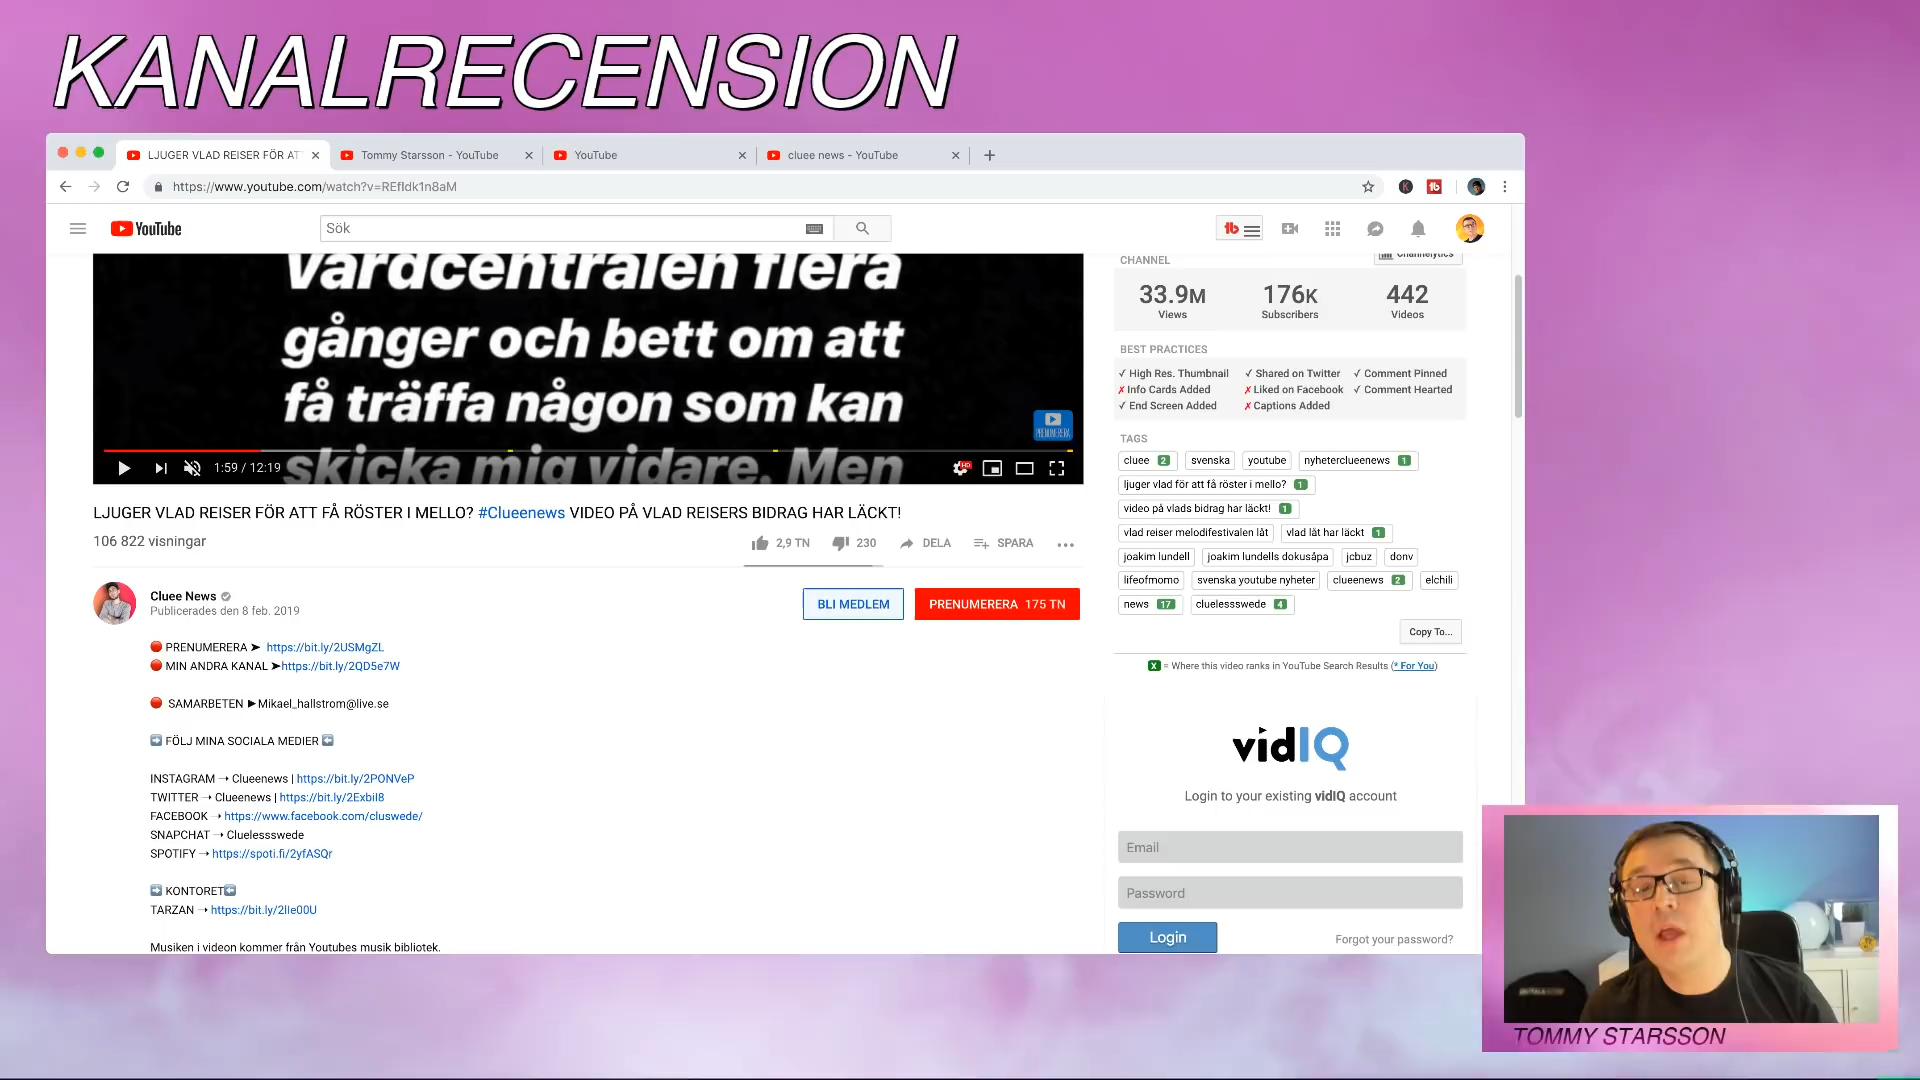 KANALRECENSION
LJUGER VLAD REISER FÖR ATT
Tommy Starsson - YouTube
YouTube
cluee news - YouTube
https://www.youtube.com/watch?v=REfIdk1n8aM
YouTube
Sök
vårdcentralen flera
gånger och bett om att
få träffa någon som kan
skicka mig vidare. Men
PRENUMERERA
1:59 / 12:19
HD
LJUGER VLAD REISER FÖR ATT FÅ RÖSTER I MELLO? #Clueenews VIDEO PÅ VLAD REISERS BIDRAG HAR LÄCKT!
106 822 visningar
2,9 TN
230
DELA
SPARA
Cluee News
Publicerades den 8 feb. 2019
BLI MEDLEM
PRENUMERERA 175 TN
PRENUMERERA ➤ https://bit.ly/2USMgZL
MIN ANDRA KANAL ➤https://bit.ly/2QD5e7W
SAMARBETEN ►Mikael_hallstrom@live.se
FÖLJ MINA SOCIALA MEDIER
INSTAGRAM → Clueenews | https://bit.ly/2PONVeP
TWITTER → Clueenews | https://bit.ly/2ExbiI8
FACEBOOK → https://www.facebook.com/cluswede/
SNAPCHAT → Cluelessswede
SPOTIFY → https://spoti.fi/2yfASQr
KONTORET
TARZAN → https://bit.ly/2Ile00U
Musiken i videon kommer från Youtubes musik bibliotek.
CHANNEL
Channelytics
33.9M
176K
442
Views
Subscribers
Videos
BEST PRACTICES
✓ High Res. Thumbnail ✓ Shared on Twitter ✓ Comment Pinned
✗ Info Cards Added ✗ Liked on Facebook ✓ Comment Hearted
✓ End Screen Added ✗ Captions Added
TAGS
cluee 2 svenska youtube nyheterclueenews 1
ljuger vlad för att få röster i mello? 1
video på vlads bidrag har läckt! 1
vlad reiser melodifestivalen låt vlad låt har läckt 1
joakim lundell joakim lundells dokusåpa jcbuz donv
lifeofmomo svenska youtube nyheter clueenews 2 elchili
news 17 cluelessswede 4
Copy To...
X = Where this video ranks in YouTube Search Results (* For You)
vidIQ
Login to your existing vidIQ account
Email
Password
Login
Forgot your password?
TOMMY STARSSON